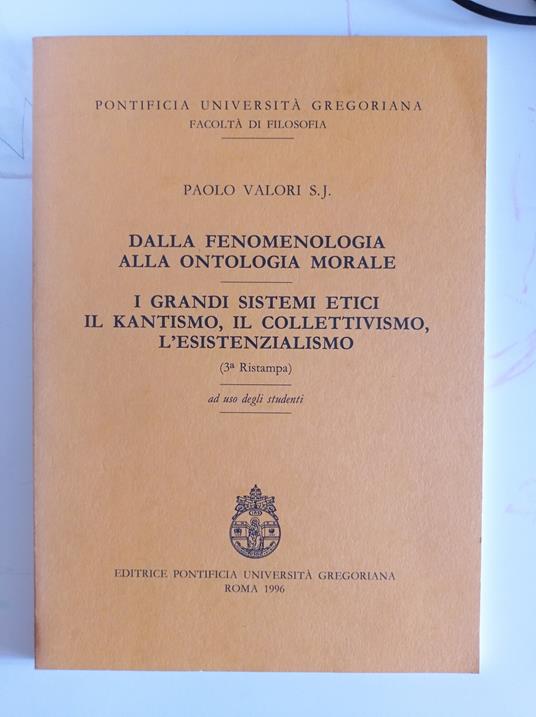 PONTIFICIA UNIVERSITÀ GREGORIANA
FACOLTÀ DI FILOSOFIA
PAOLO VALORI S.J.
DALLA FENOMENOLOGIA
ALLA ONTOLOGIA MORALE
I GRANDI SISTEMI ETICI
IL KANTISMO, IL COLLETTIVISMO,
L'ESISTENZIALISMO
(3ª Ristampa)
ad uso degli studenti
EDITRICE PONTIFICIA UNIVERSITÀ GREGORIANA
ROMA 1996